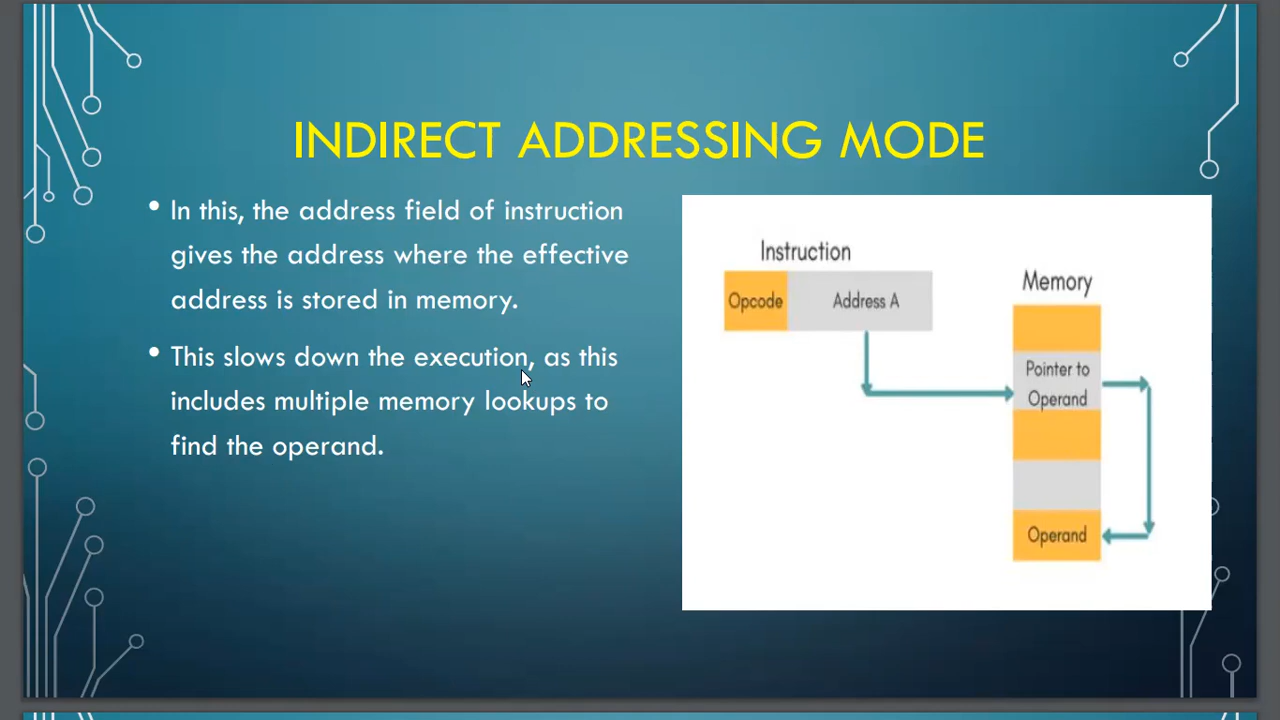 INDIRECT ADDRESSING MODE
• In this, the address field of instruction
gives the address where the effective
address is stored in memory.
• This slows down the execution, as this
includes multiple memory lookups to
find the operand.
Instruction
Opcode
Address A
Memory
Pointer to
Operand
Operand